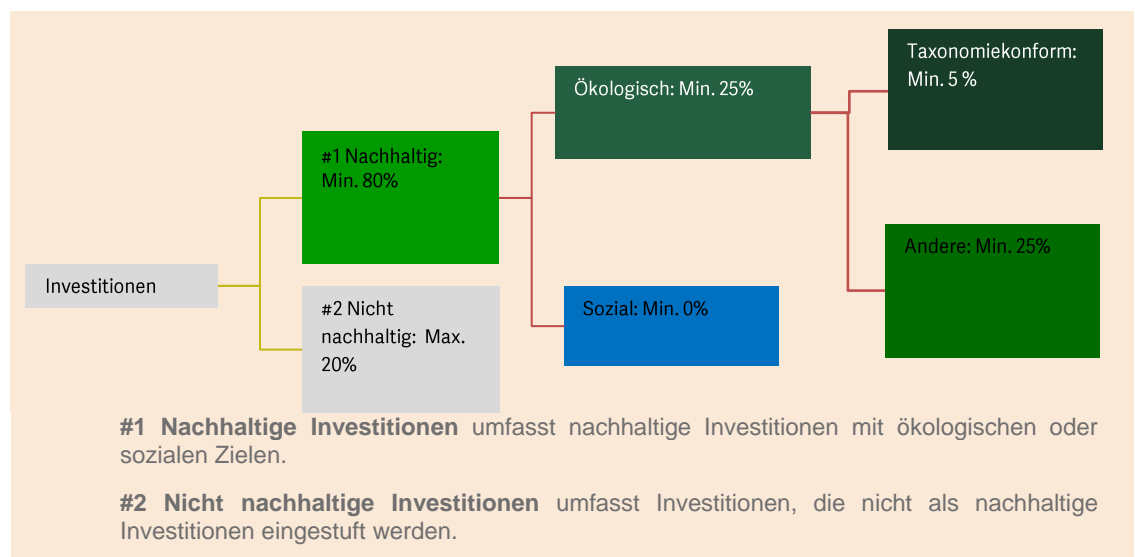 Investitionen
#1 Nachhaltig:
Min. 80%
#2 Nicht
nachhaltig: Max.
20%
Ökologisch: Min. 25%
Sozial: Min. 0%
Taxonomiekonform:
Min. 5 %
Andere: Min. 25%
#1 Nachhaltige Investitionen umfasst nachhaltige Investitionen mit ökologischen oder
sozialen Zielen.
#2 Nicht nachhaltige Investitionen umfasst Investitionen, die nicht als nachhaltige
Investitionen eingestuft werden.